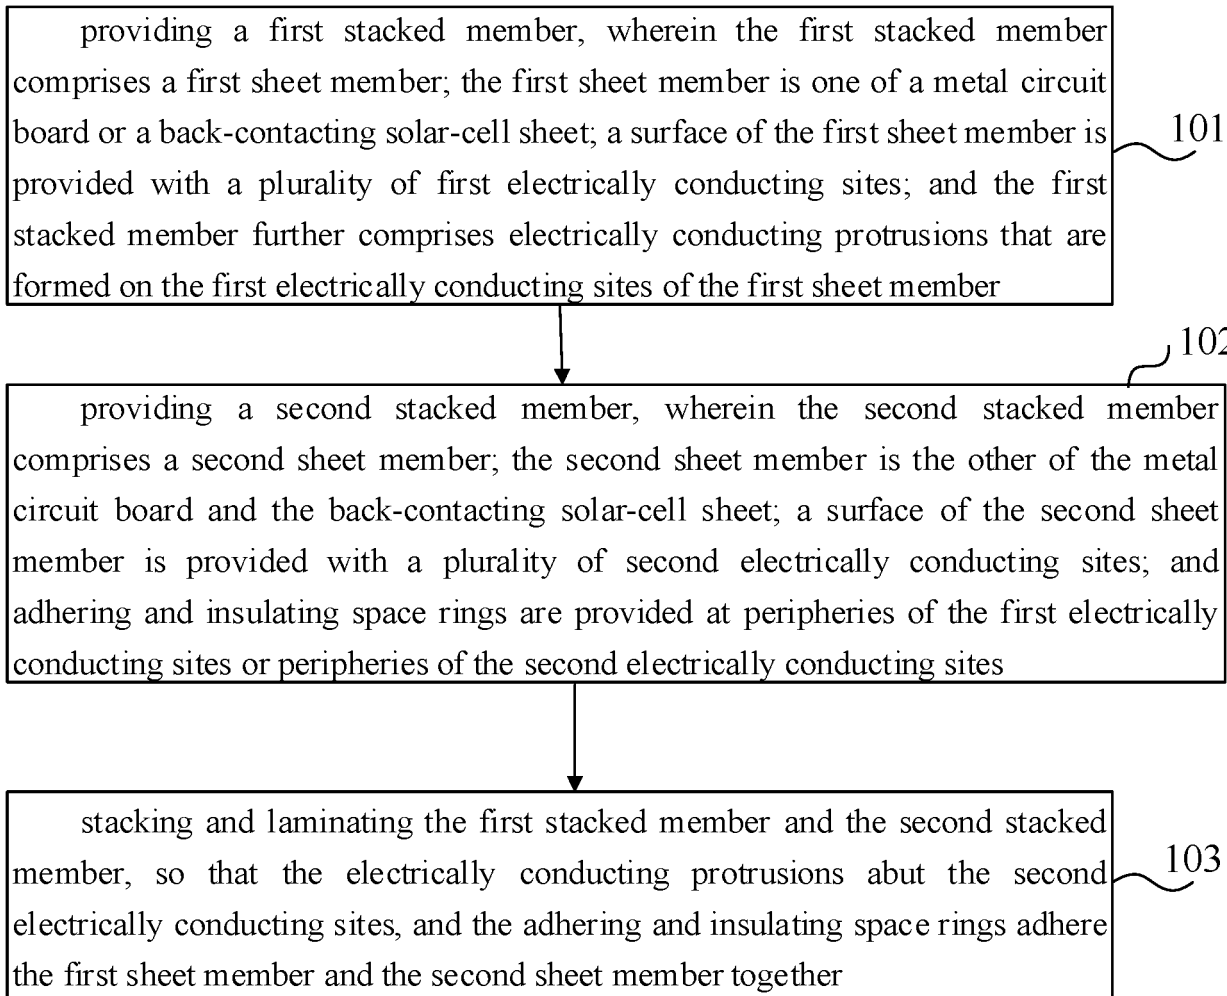 providing a first stacked member, wherein the first stacked member
comprises a first sheet member; the first sheet member is one of a metal circuit
board or a back-contacting solar-cell sheet; a surface of the first sheet member is
provided with a plurality of first electrically conducting sites; and the first
stacked member further comprises electrically conducting protrusions that are
formed on the first electrically conducting sites of the first sheet member
101
102
providing a second stacked member, wherein the second stacked member
comprises a second sheet member; the second sheet member is the other of the metal
circuit board and the back-contacting solar-cell sheet; a surface of the second sheet
member is provided with a plurality of second electrically conducting sites; and
adhering and insulating space rings are provided at peripheries of the first electrically
conducting sites or peripheries of the second electrically conducting sites
stacking and laminating the first stacked member and the second stacked
member, so that the electrically conducting protrusions abut the second
electrically conducting sites, and the adhering and insulating space rings adhere
the first sheet member and the second sheet member together
103